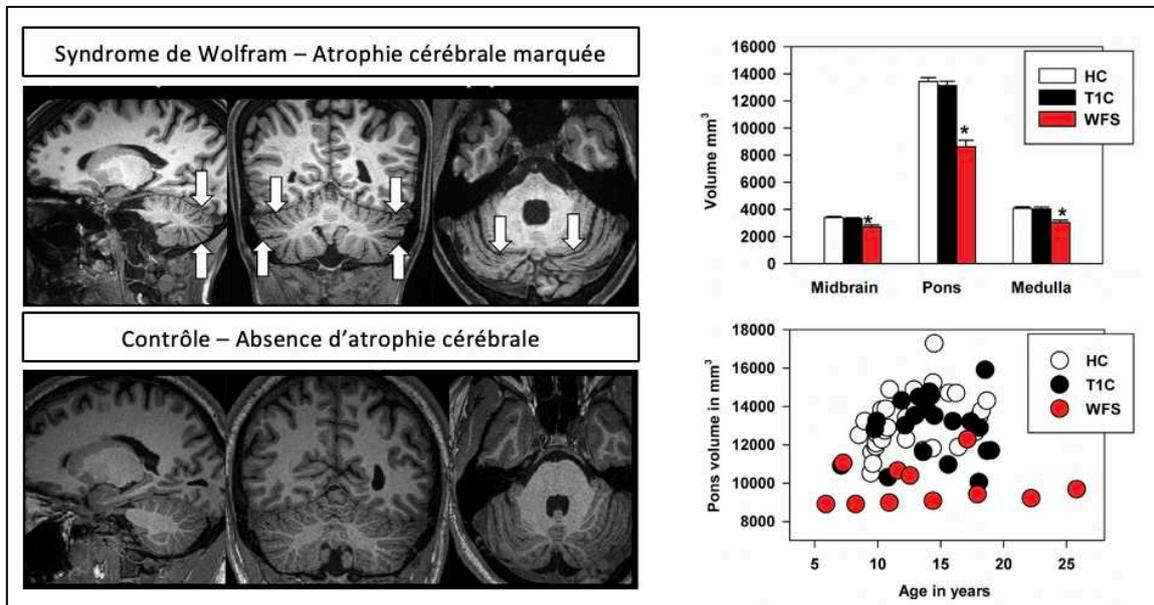 Syndrome de Wolfram – Atrophie cérébrale marquée
Contrôle – Absence d'atrophie cérébrale
Volume mm³
16000
14000
12000
10000
8000
6000
4000
2000
0
HC
T1C
WFS
*
*
*
Midbrain
Pons
Medulla
Pons volume in mm³
18000
16000
14000
12000
10000
8000
HC
T1C
WFS
5
10
15
20
25
Age in years